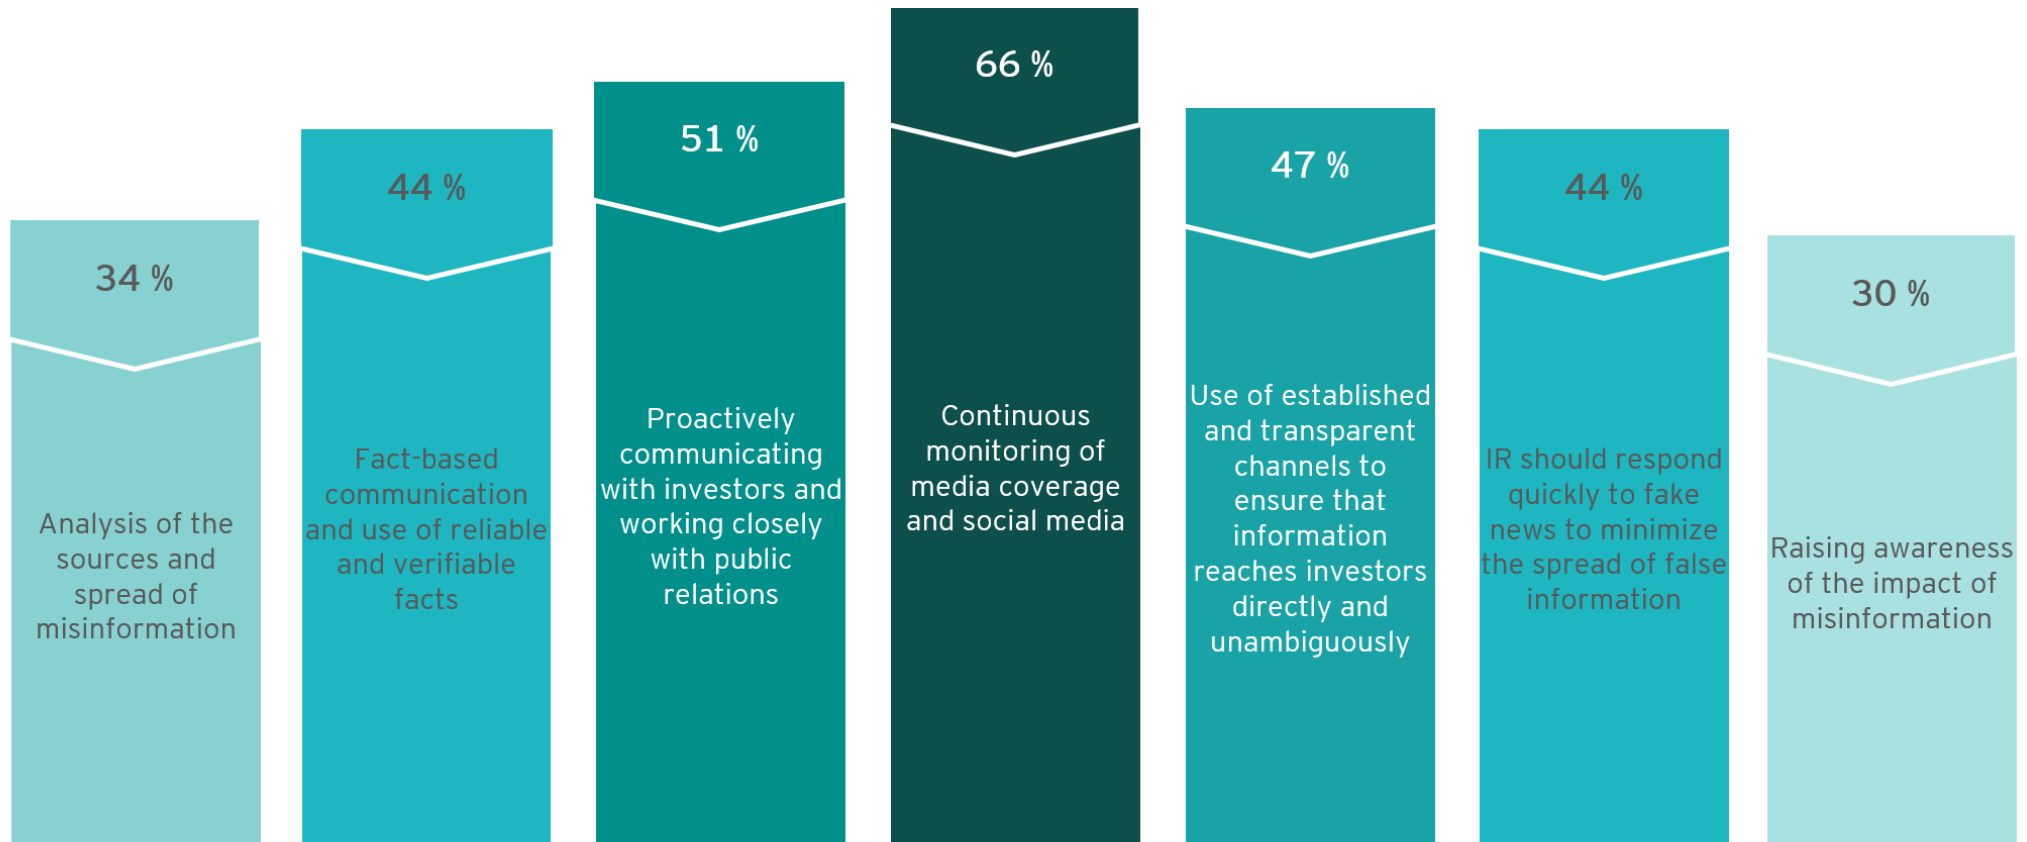 34 %
Analysis of the
sources and
spread of
misinformation
44 %
Fact-based
communication
and use of reliable
and verifiable
facts
51 %
Proactively
communicating
with investors and
working closely
with public
relations
66 %
Continuous
monitoring of
media coverage
and social media
47 %
Use of established
and transparent
channels to
ensure that
information
reaches investors
directly and
unambiguously
44 %
IR should respond
quickly to fake
news to minimize
the spread of false
information
30 %
Raising awareness
of the impact of
misinformation